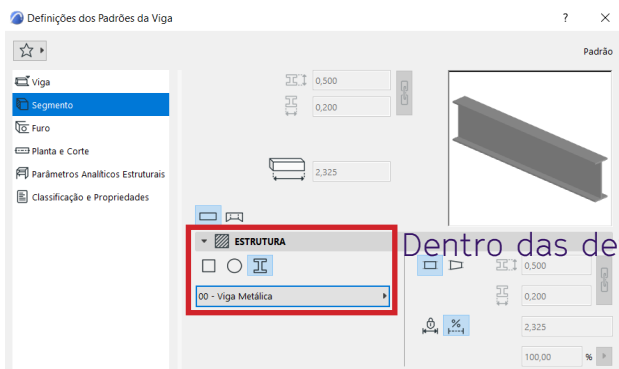 Definições dos Padrões da Viga
?
Padrão
Viga
Segmento
Furo
Planta e Corte
Parâmetros Analíticos Estruturais
Classificação e Propriedades
0,500
0,200
2,325
ESTRUTURA
00 - Viga Metálica
Dentro das de
0,500
0,200
%
2,325
100,00 %